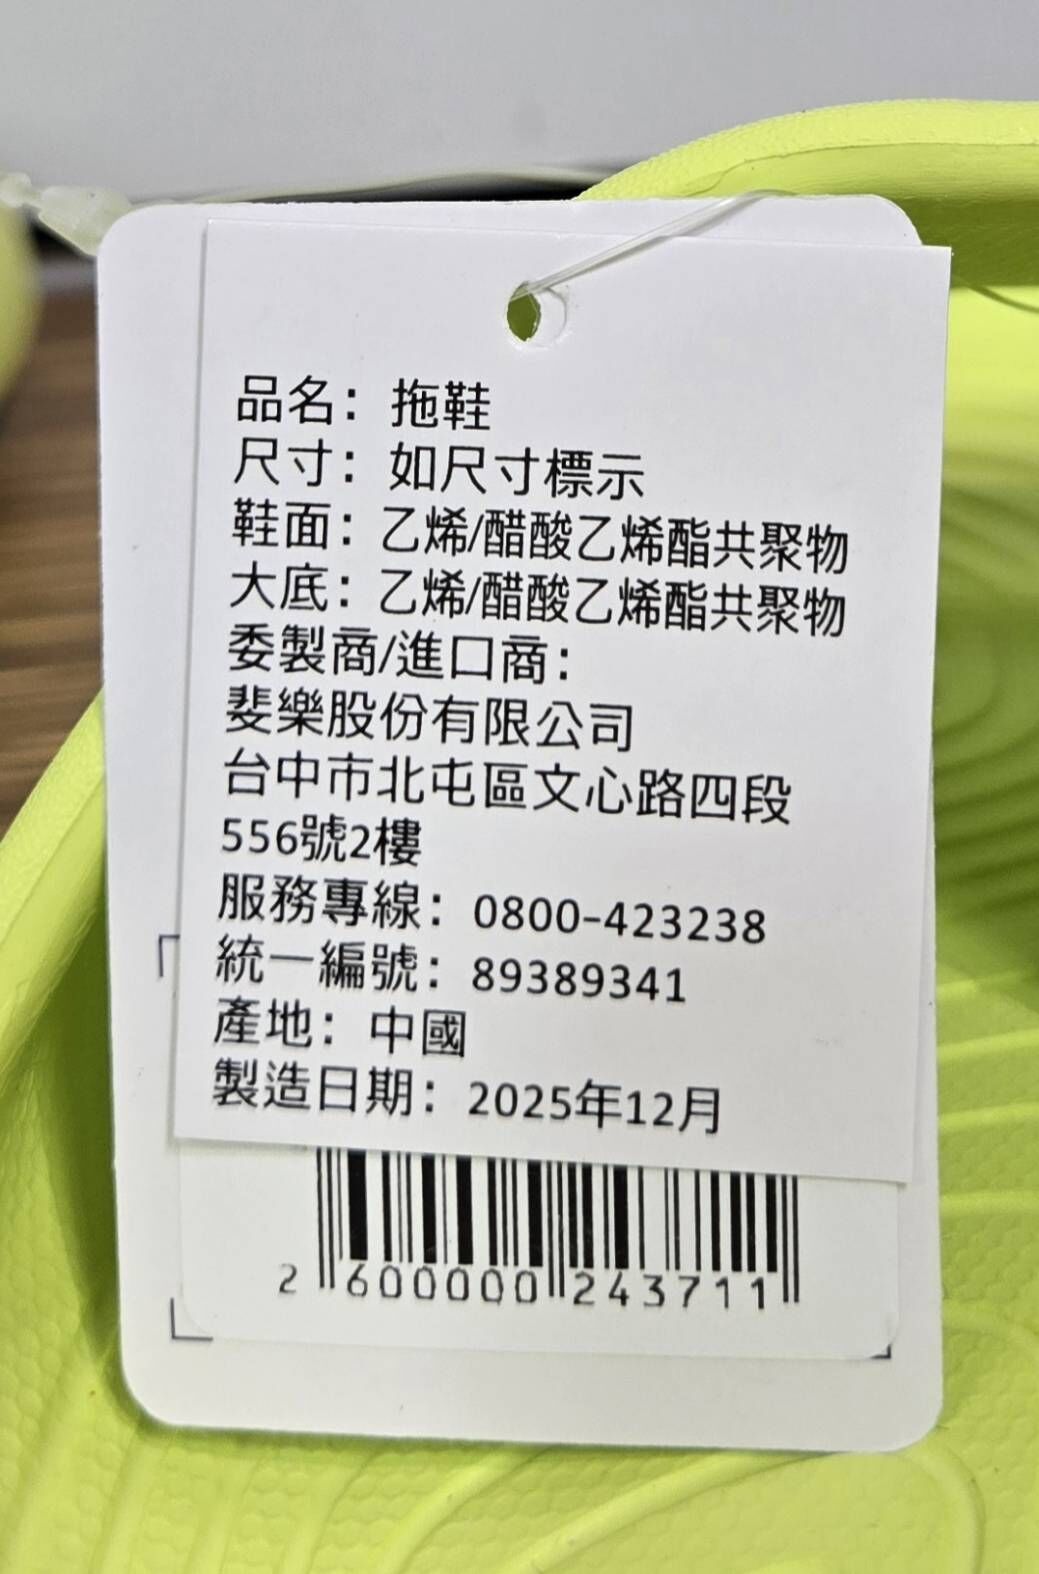 品名：拖鞋
尺寸：如尺寸標示
鞋面：乙烯/醋酸乙烯酯共聚物
大底：乙烯/醋酸乙烯酯共聚物
委製商/進口商：
斐樂股份有限公司
台中市北屯區文心路四段
556號2樓
服務專線：0800-423238
統一編號：89389341
產地：中國
製造日期：2025年12月
2 600000 243711